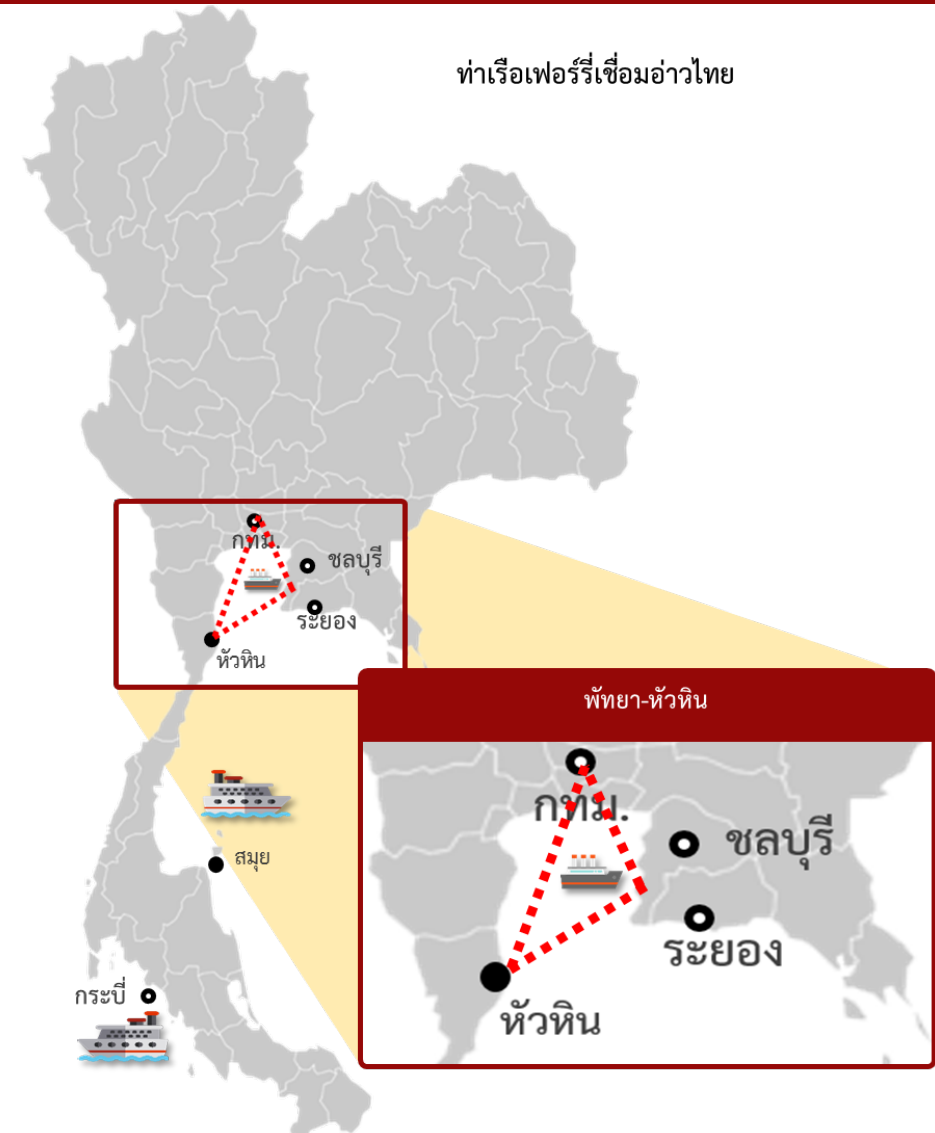 ท่าเรือเฟอร์รี่เชื่อมอ่าวไทย
กทม.
ชลบุรี
ระยอง
หัวหิน
สมุย
กระบี่
พัทยา-หัวหิน
กทม.
ชลบุรี
ระยอง
หัวหิน